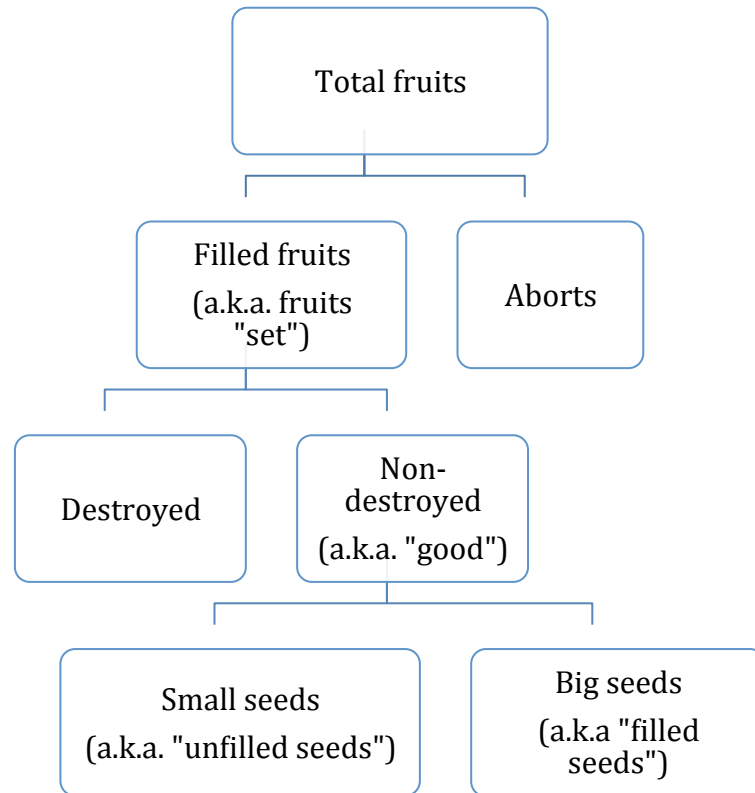 Total fruits
Filled fruits
(a.k.a. fruits
"set")
Aborts
Destroyed
Non-
destroyed
(a.k.a. "good")
Small seeds
(a.k.a. "unfilled seeds")
Big seeds
(a.k.a "filled
seeds")